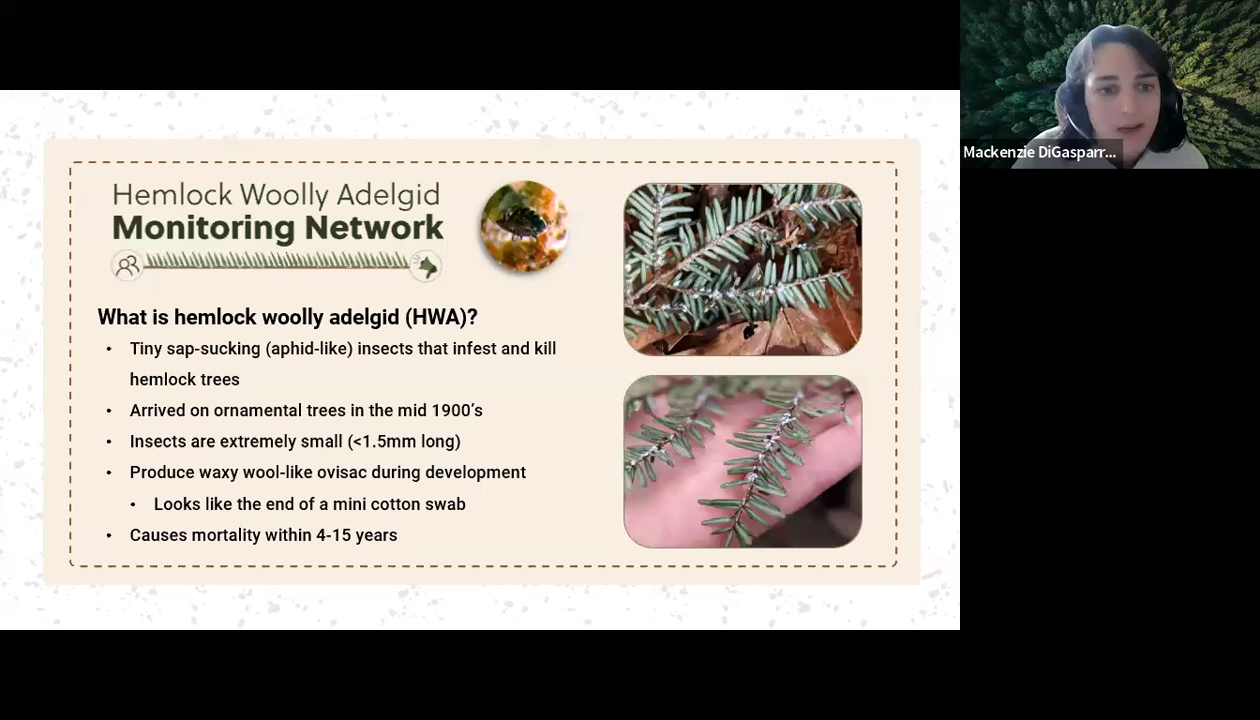 Hemlock Woolly Adelgid
Monitoring Network
What is hemlock woolly adelgid (HWA)?
• Tiny sap-sucking (aphid-like) insects that infest and kill
hemlock trees
• Arrived on ornamental trees in the mid 1900’s
• Insects are extremely small (<1.5mm long)
• Produce waxy wool-like ovisac during development
• Looks like the end of a mini cotton swab
• Causes mortality within 4-15 years
Mackenzie DiGasparr...